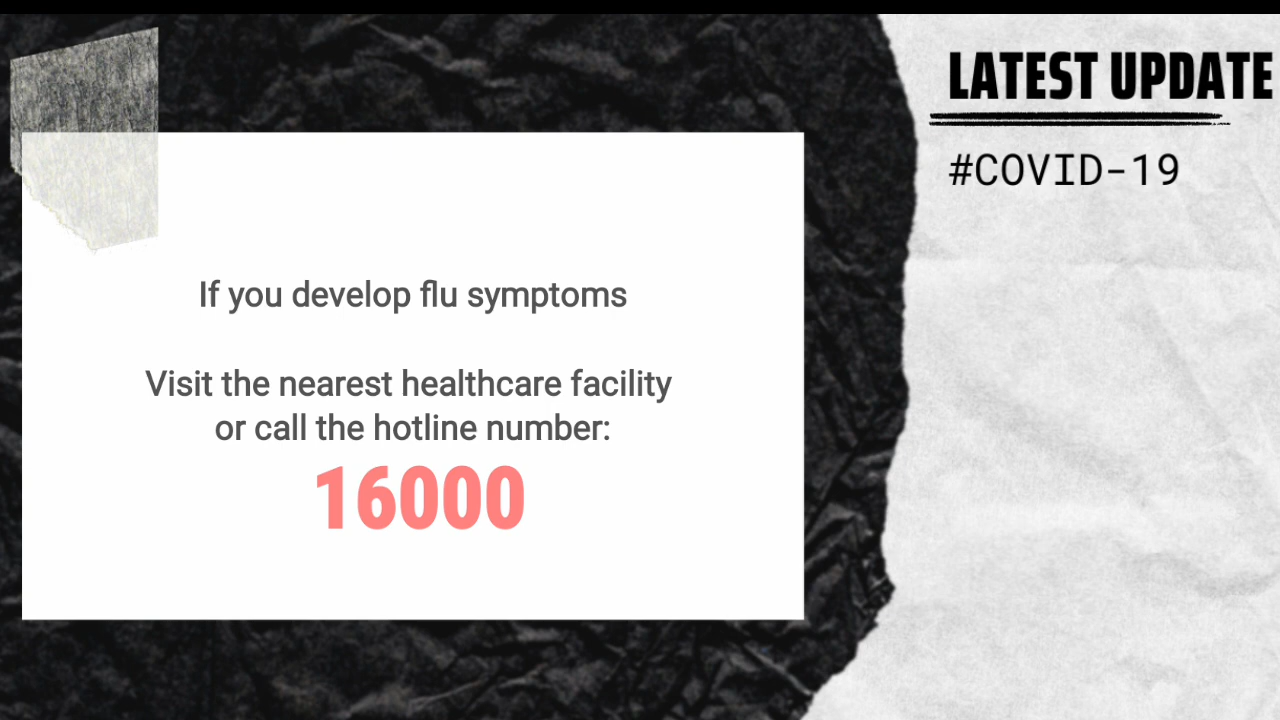 LATEST UPDATE
#COVID-19
If you develop flu symptoms
Visit the nearest healthcare facility
or call the hotline number:
16000